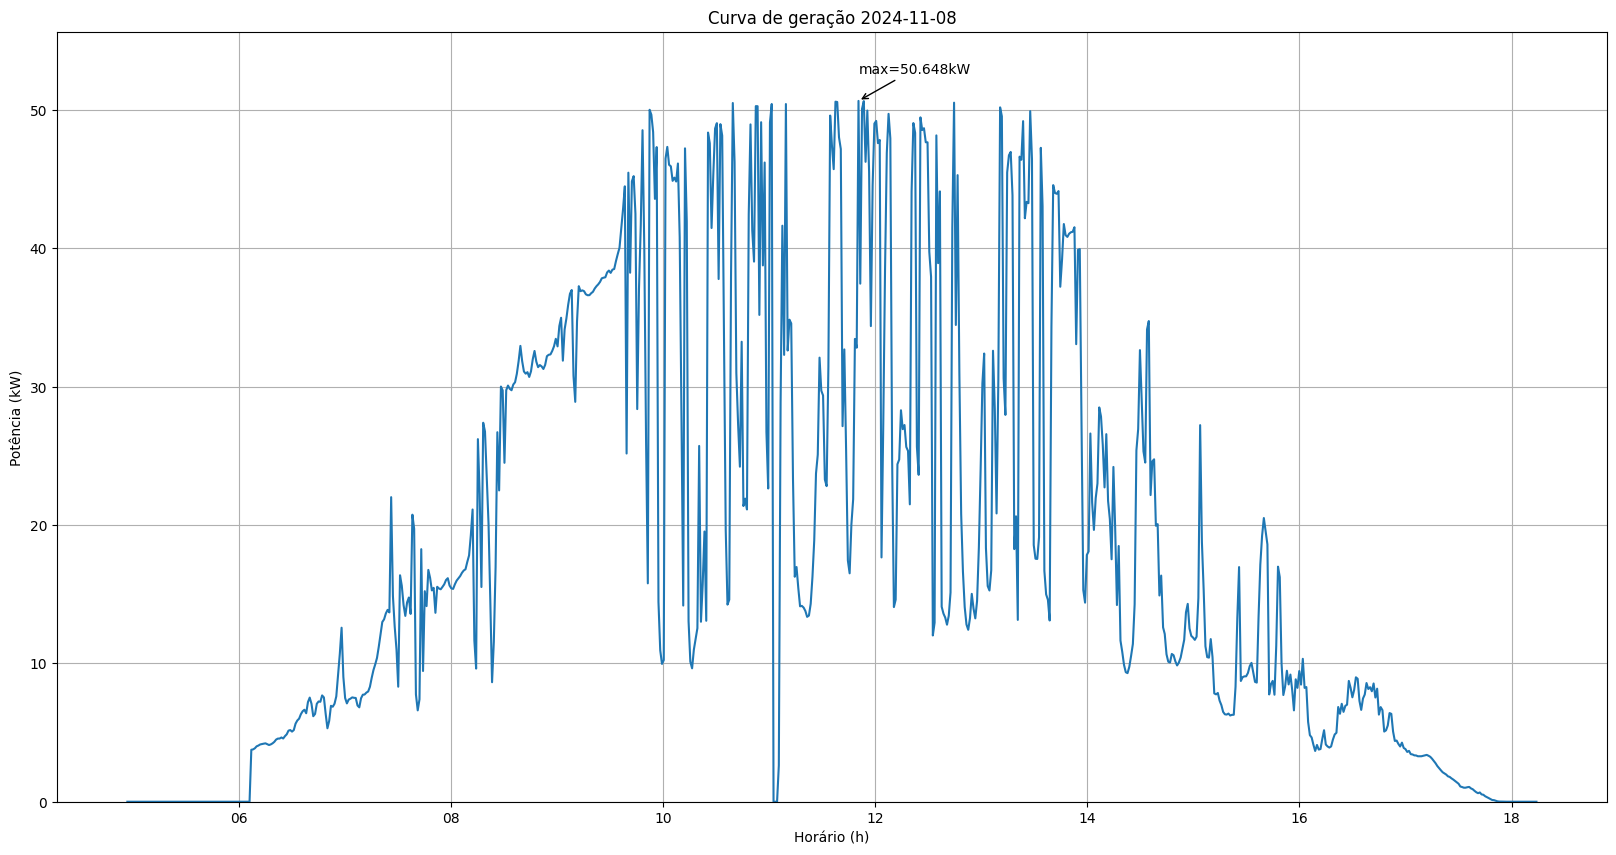 Curva de geração 2024-11-08
max=50.648kW
Potência (kW)
50
40
30
20
10
0
06 08 10 12 14 16 18
Horário (h)